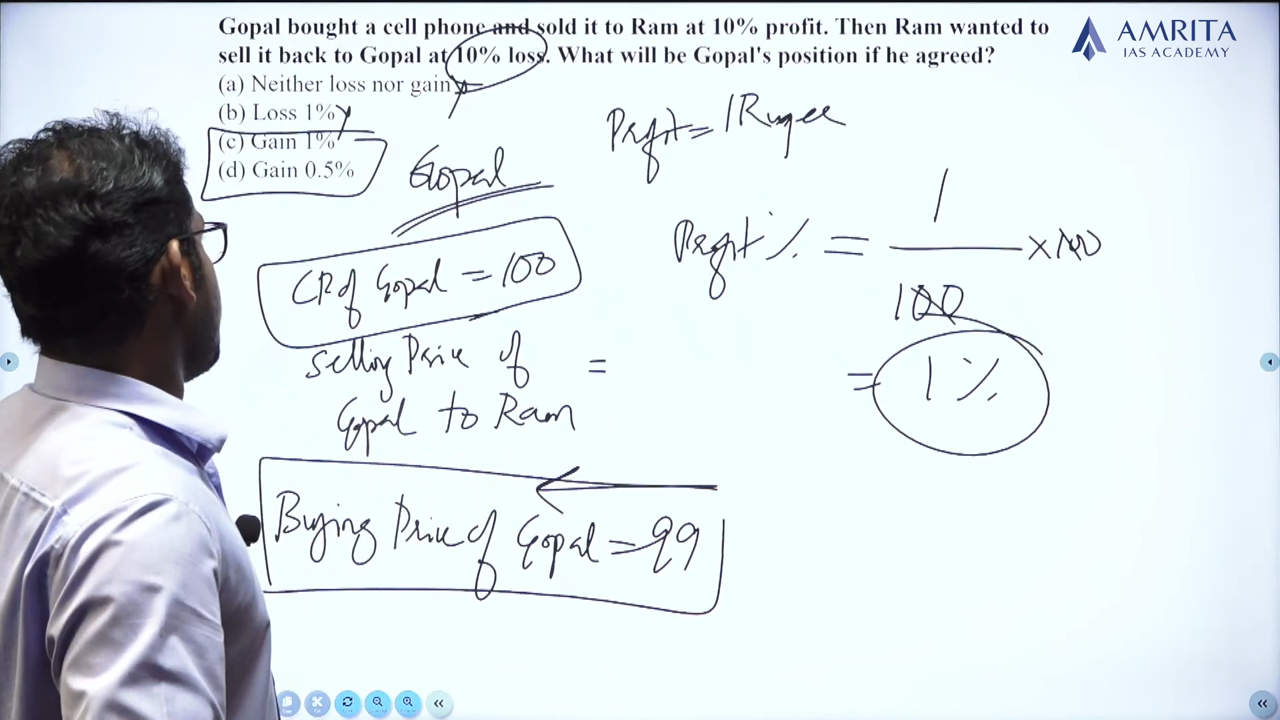 Gopal bought a cell phone and sold it to Ram at 10% profit. Then Ram wanted to
sell it back to Gopal at 10% loss. What will be Gopal's position if he agreed?
(a) Neither loss nor gain
(b) Loss 1%
(c) Gain 1%
(d) Gain 0.5%
AMRITA
IAS ACADEMY
Profit = 1 Rupee
Gopal
Profit % = 1/100 × 100
CP of Gopal = 100
Selling Price of =
Gopal to Ram
= 1 %
Buying Price of Gopal = 99